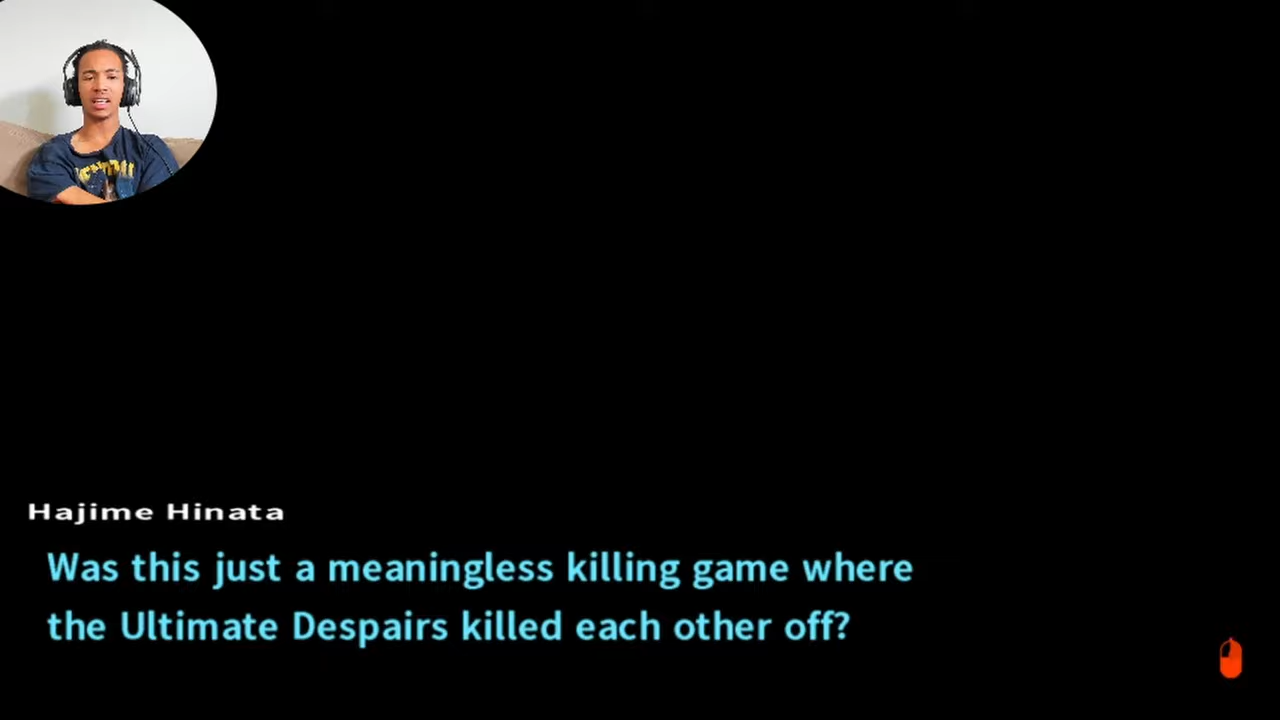 Hajime Hinata
Was this just a meaningless killing game where
the Ultimate Despairs killed each other off?